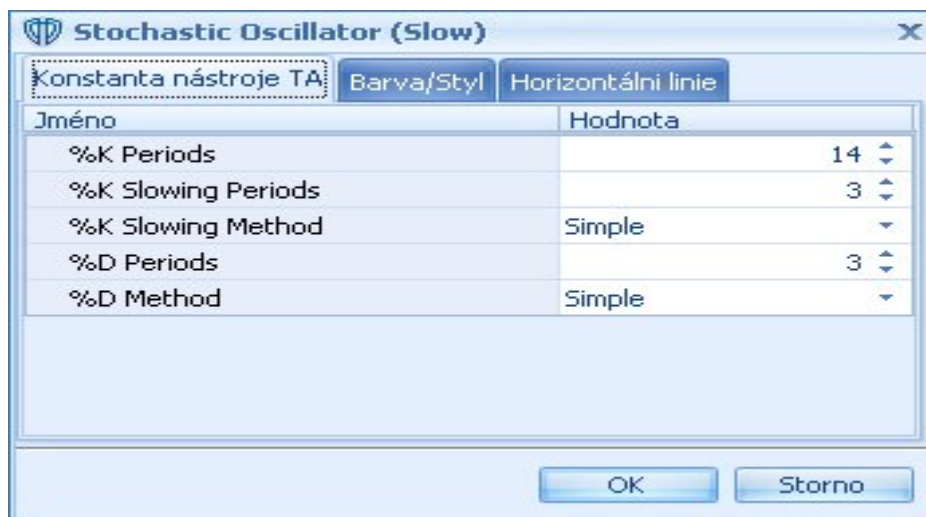 Stochastic Oscillator (Slow)
Konstanta nástroje TA Barva/Styl Horizontálni linie
Jméno Hodnota
%K Periods 14
%K Slowing Periods 3
%K Slowing Method Simple
%D Periods 3
%D Method Simple
OK Storno